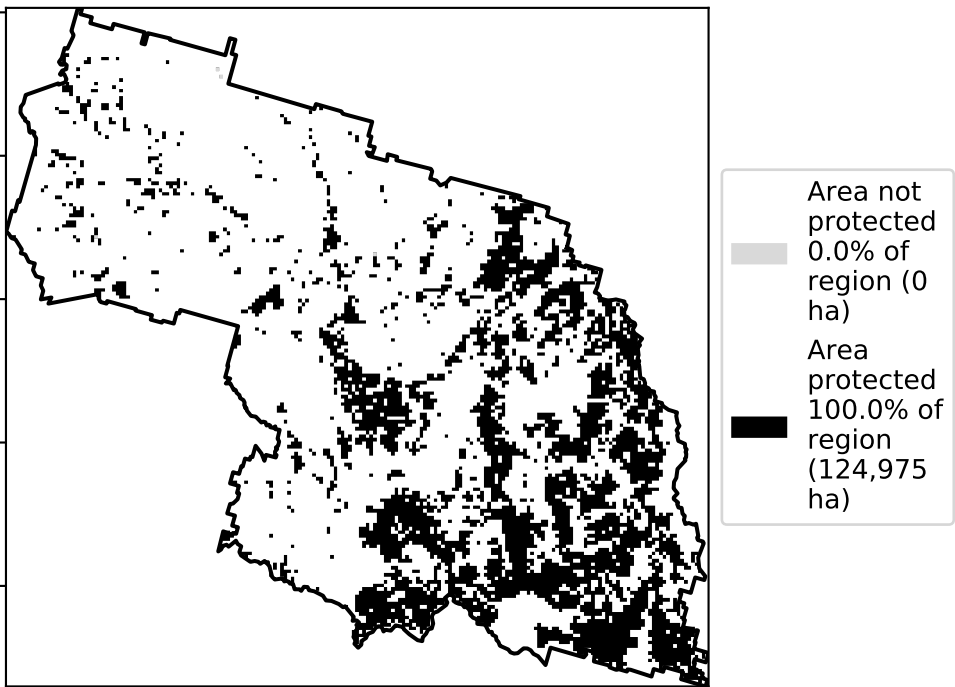 Area not
protected
0.0% of
region (0
ha)
Area
protected
100.0% of
region
(124,975
ha)